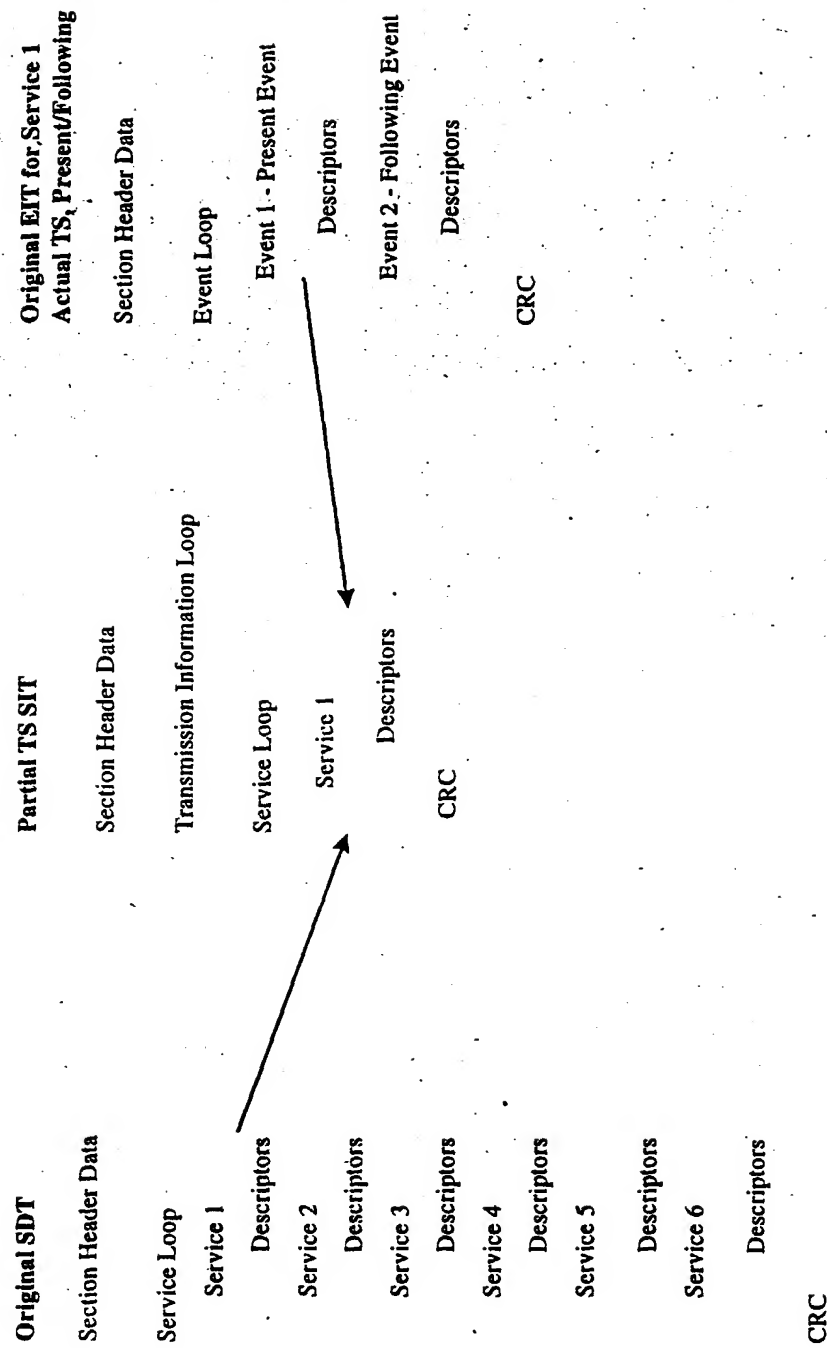 Original SDT
Section Header Data
Service Loop
Service 1
Descriptors
Service 2
Descriptors
Service 3
Descriptors
Service 4
Descriptors
Service 5
Descriptors
Service 6
Descriptors
CRC
Partial TS SIT
Section Header Data
Transmission Information Loop
Service Loop
Service 1
Descriptors
CRC
Original EIT for Service 1
Actual TS, Present/Following
Section Header Data
Event Loop
Event 1 - Present Event
Descriptors
Event 2 - Following Event
Descriptors
CRC